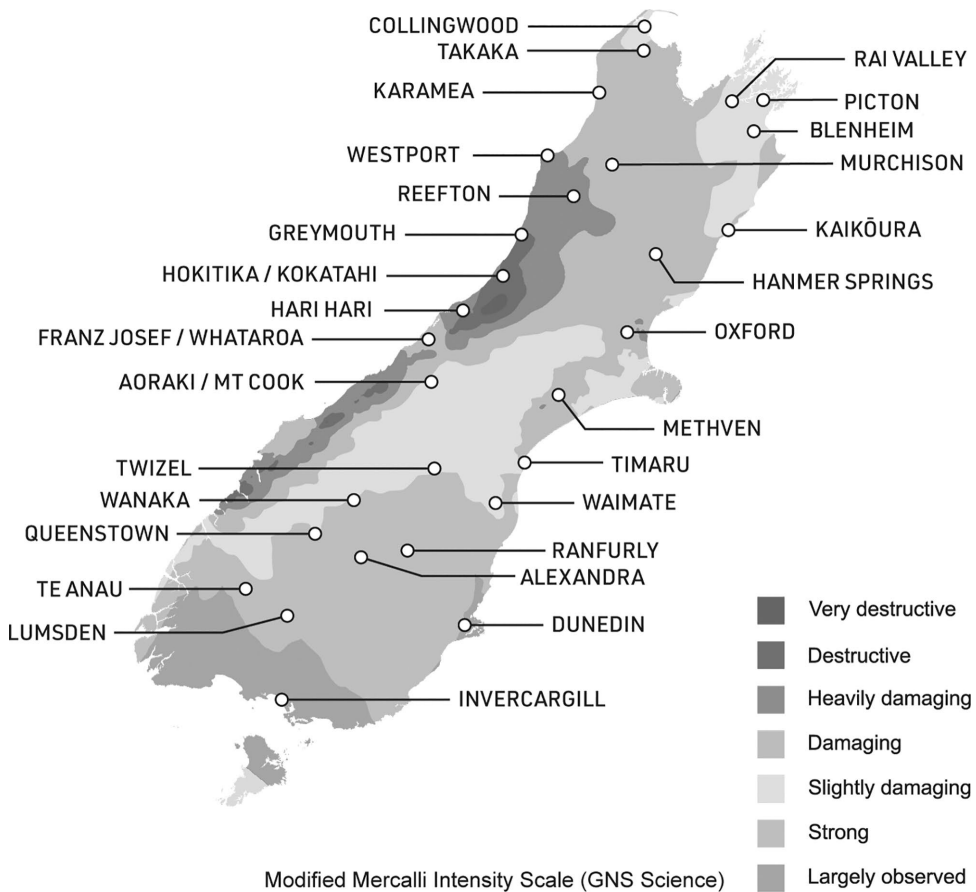 COLLINGWOOD
TAKAKA
RAI VALLEY
KARAMEA
PICTON
BLENHEIM
WESTPORT
MURCHISON
REEFTON
GREYMOUTH
KAIKŌURA
HOKITIKA / KOKATAHI
HANMER SPRINGS
HARI HARI
FRANZ JOSEF / WHATAROA
OXFORD
AORAKI / MT COOK
METHVEN
TWIZEL
TIMARU
WANAKA
WAIMATE
QUEENSTOWN
RANFURLY
ALEXANDRA
TE ANAU
LUMSDEN
DUNEDIN
INVERCARGILL
Very destructive
Destructive
Heavily damaging
Damaging
Slightly damaging
Strong
Largely observed
Modified Mercalli Intensity Scale (GNS Science)